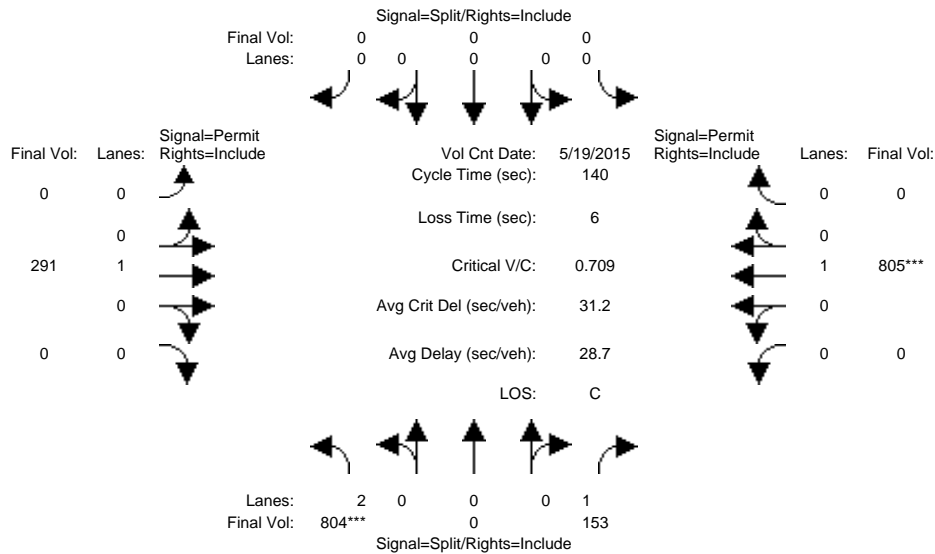 Signal=Split/Rights=Include
Final Vol: 0 0 0
Lanes: 0 0 0 0 0
Signal=Permit
Final Vol: Lanes: Rights=Include
Vol Cnt Date: 5/19/2015
Signal=Permit
Rights=Include Lanes: Final Vol:
Cycle Time (sec): 140
0 0
0 0
Loss Time (sec): 6
0
0
291 1
Critical V/C: 0.709
1 805***
0
Avg Crit Del (sec/veh): 31.2
0
0 0
Avg Delay (sec/veh): 28.7
0 0
LOS: C
Lanes: 2 0 0 0 1
Final Vol: 804*** 0 153
Signal=Split/Rights=Include